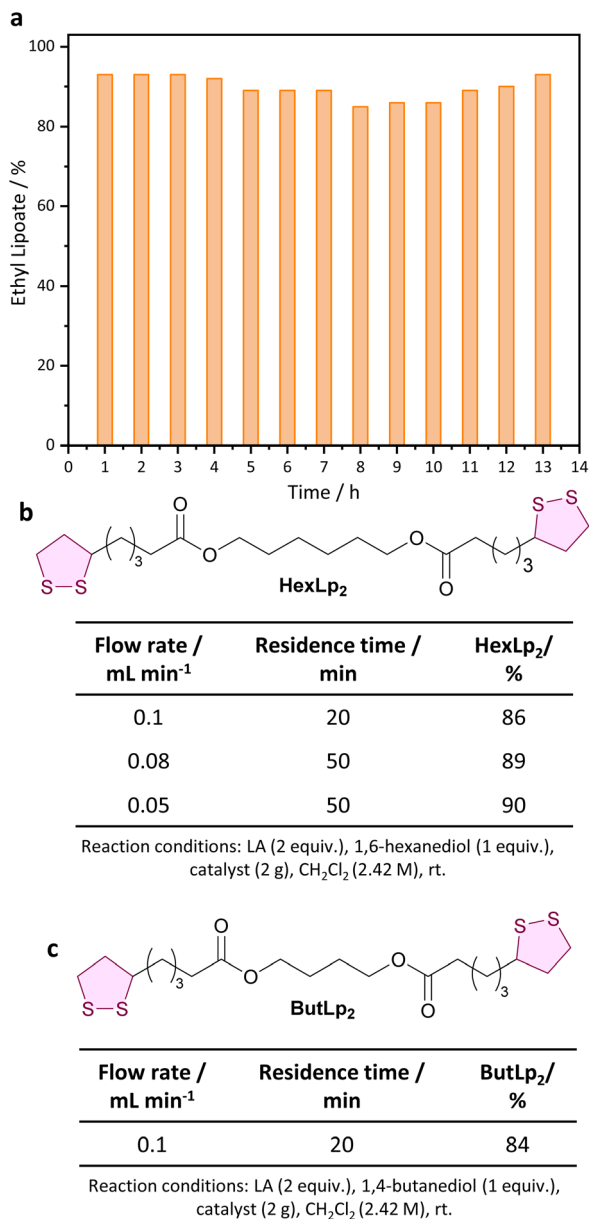 a
100
80
60
40
20
0
Ethyl Lipoate / %
0 1 2 3 4 5 6 7 8 9 10 11 12 13 14
Time / h
b
O
S S
( )3
O
O
( )3
S S
O
HexLp2
Flow rate / mL min-1 Residence time / min HexLp2/ %
0.1 20 86
0.08 50 89
0.05 50 90
Reaction conditions: LA (2 equiv.), 1,6-hexanediol (1 equiv.),
catalyst (2 g), CH2Cl2 (2.42 M), rt.
c
O
S S
( )3
O
O
( )3
S S
O
ButLp2
Flow rate / mL min-1 Residence time / min ButLp2/ %
0.1 20 84
Reaction conditions: LA (2 equiv.), 1,4-butanediol (1 equiv.),
catalyst (2 g), CH2Cl2 (2.42 M), rt.